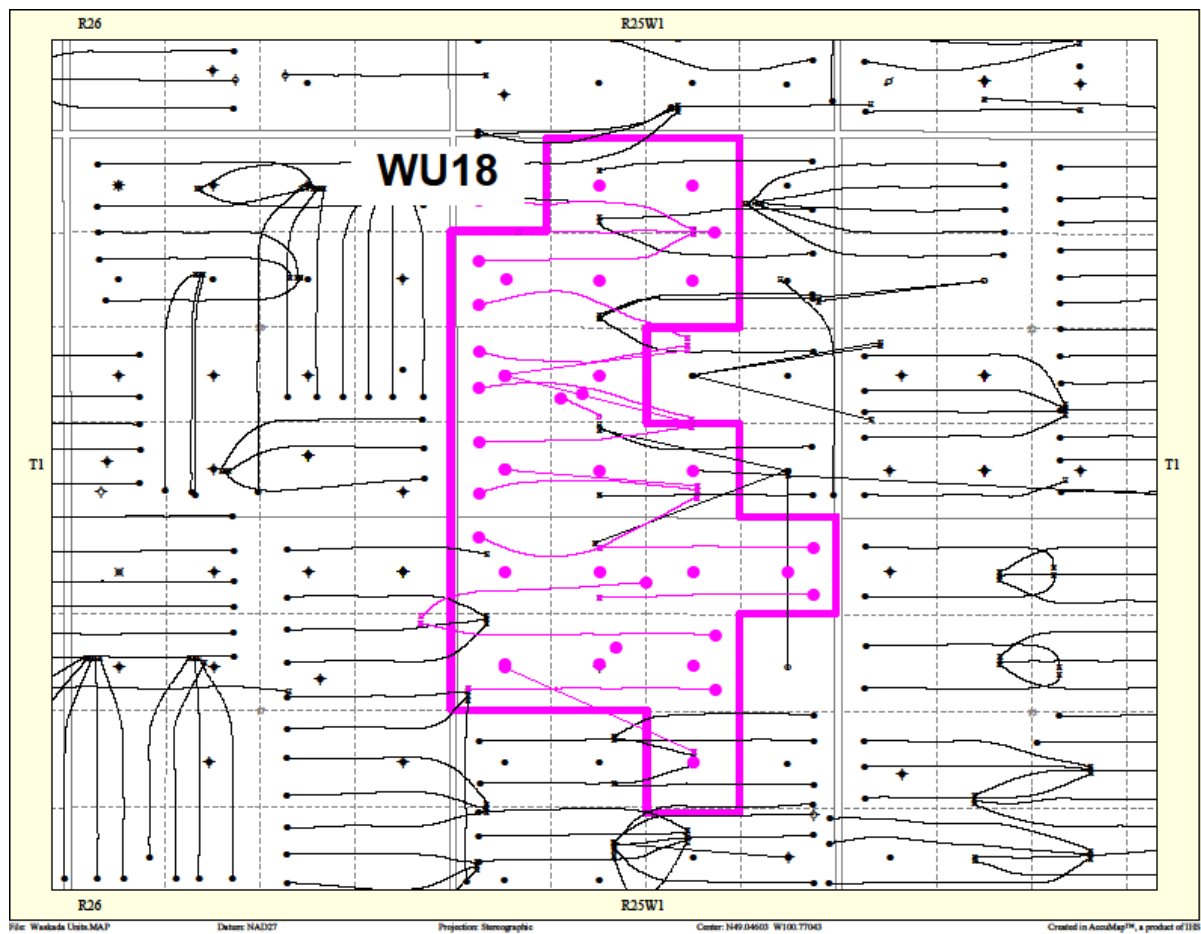 R26 R25W1
WU18
T1 T1
R26 R25W1
File: Waskada Units.MAP Datum: NAD27 Projection: Stereographic Center: N49.04603 W100.77043 Created in AccuMap™, a product of IHS